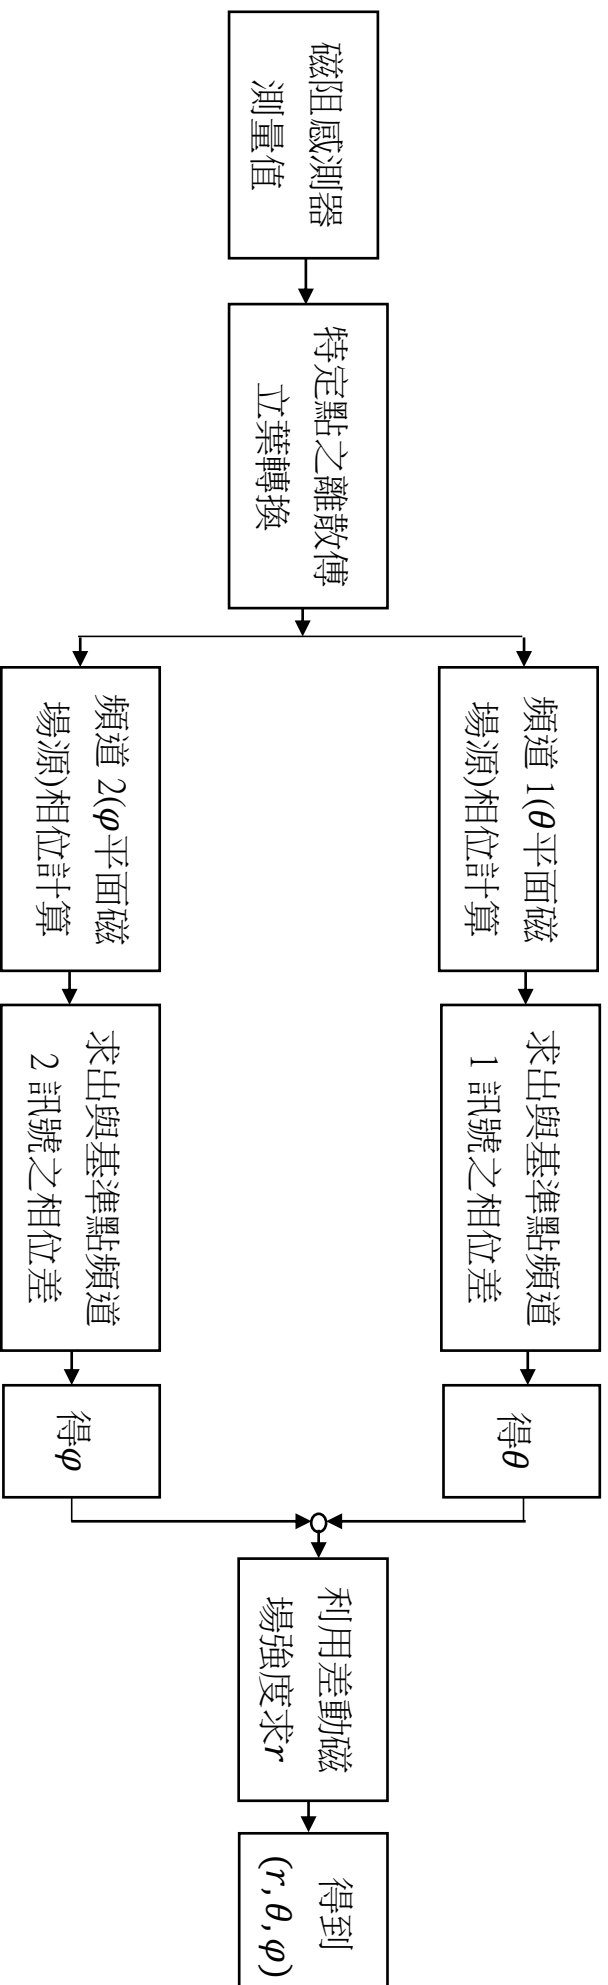 磁阻感測器
測量值
特定點之離散傅
立葉轉換
頻道 1(θ平面磁
場源)相位計算
求出與基準點頻道
1 訊號之相位差
得θ
頻道 2(φ平面磁
場源)相位計算
求出與基準點頻道
2 訊號之相位差
得φ
利用差動磁
場強度求r
得到
(r, θ, φ)